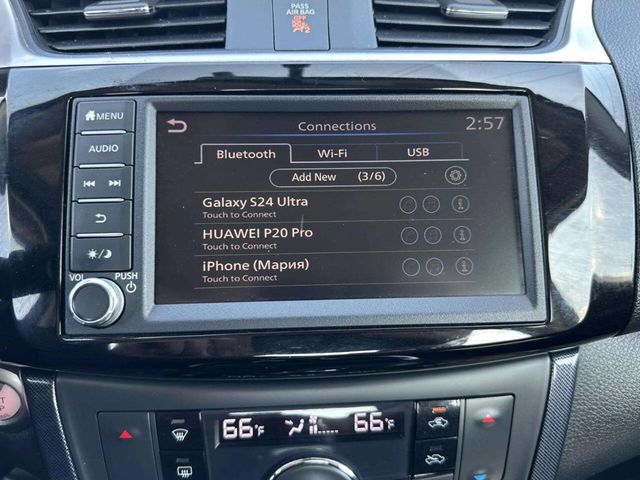 PASS
AIR BAG
OFF
2
MENU
Connections
2:57
AUDIO
Bluetooth
Wi-Fi
USB
Add New (3/6)
Galaxy S24 Ultra
Touch to Connect
HUAWEI P20 Pro
Touch to Connect
iPhone (Мария)
Touch to Connect
VOL
PUSH
66°F
66°F